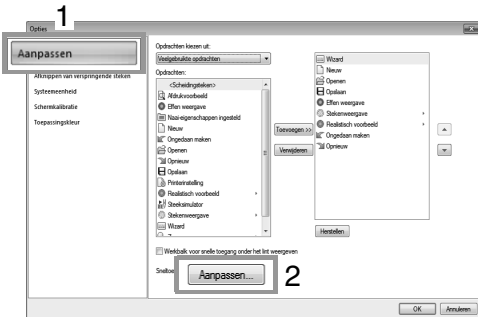 1
Opties
Aanpassen
Afknippen van verspringende steken
Systeemeenheid
Schermkalibratie
Toepassingskleur
Opdrachten kiezen uit:
Veelgebruikte opdrachten
Opdrachten:
<Scheidingsteken>
Afdrukvoorbeeld
Effen weergave
Naai-eigenschappen ingesteld
Nieuw
Ongedaan maken
Openen
Opnieuw
Opslaan
Printerinstelling
Realistisch voorbeeld
Steeksimulator
Stekenweergave
Wizard
Toevoegen >>
Verwijderen
Wizard
Nieuw
Openen
Opslaan
Effen weergave
Stekenweergave
Realistisch voorbeeld
Ongedaan maken
Opnieuw
Herstellen
Werkbalk voor snelle toegang onder het lint weergeven
Aanpassen...
2
OK
Annuleren